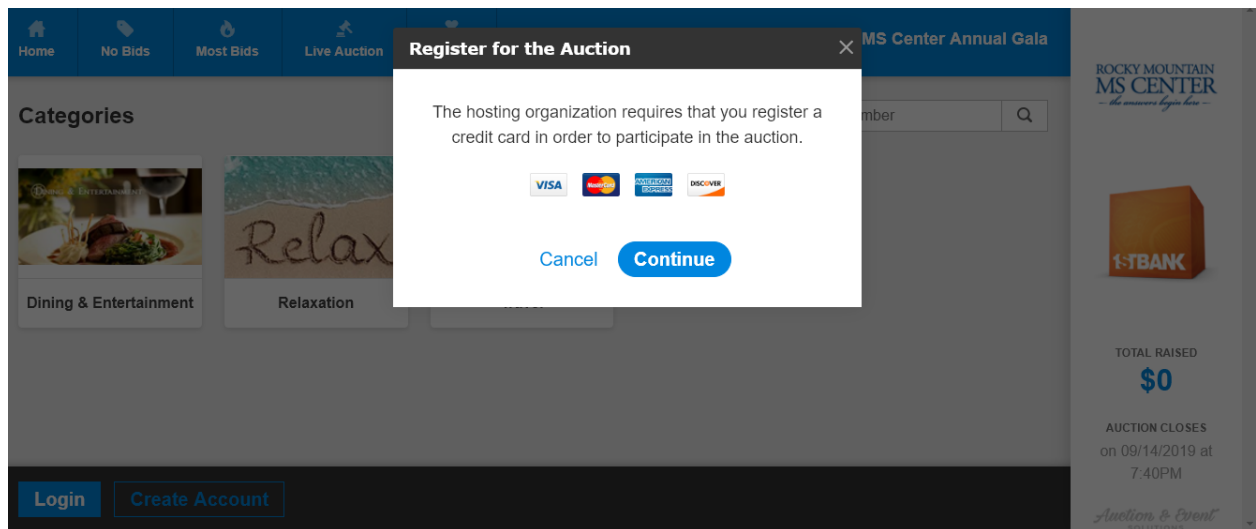 Home
No Bids
Most Bids
Live Auction
MS Center Annual Gala
Register for the Auction
The hosting organization requires that you register a
credit card in order to participate in the auction.
VISA
MasterCard
AMERICAN
EXPRESS
DISCOVER
Cancel
Continue
Categories
mber
DINING & ENTERTAINMENT
Relax
Dining & Entertainment
Relaxation
Login
Create Account
ROCKY MOUNTAIN
MS CENTER
– the answers begin here –
1STBANK
TOTAL RAISED
$0
AUCTION CLOSES
on 09/14/2019 at
7:40PM
Auction & Event
SOLUTIONS